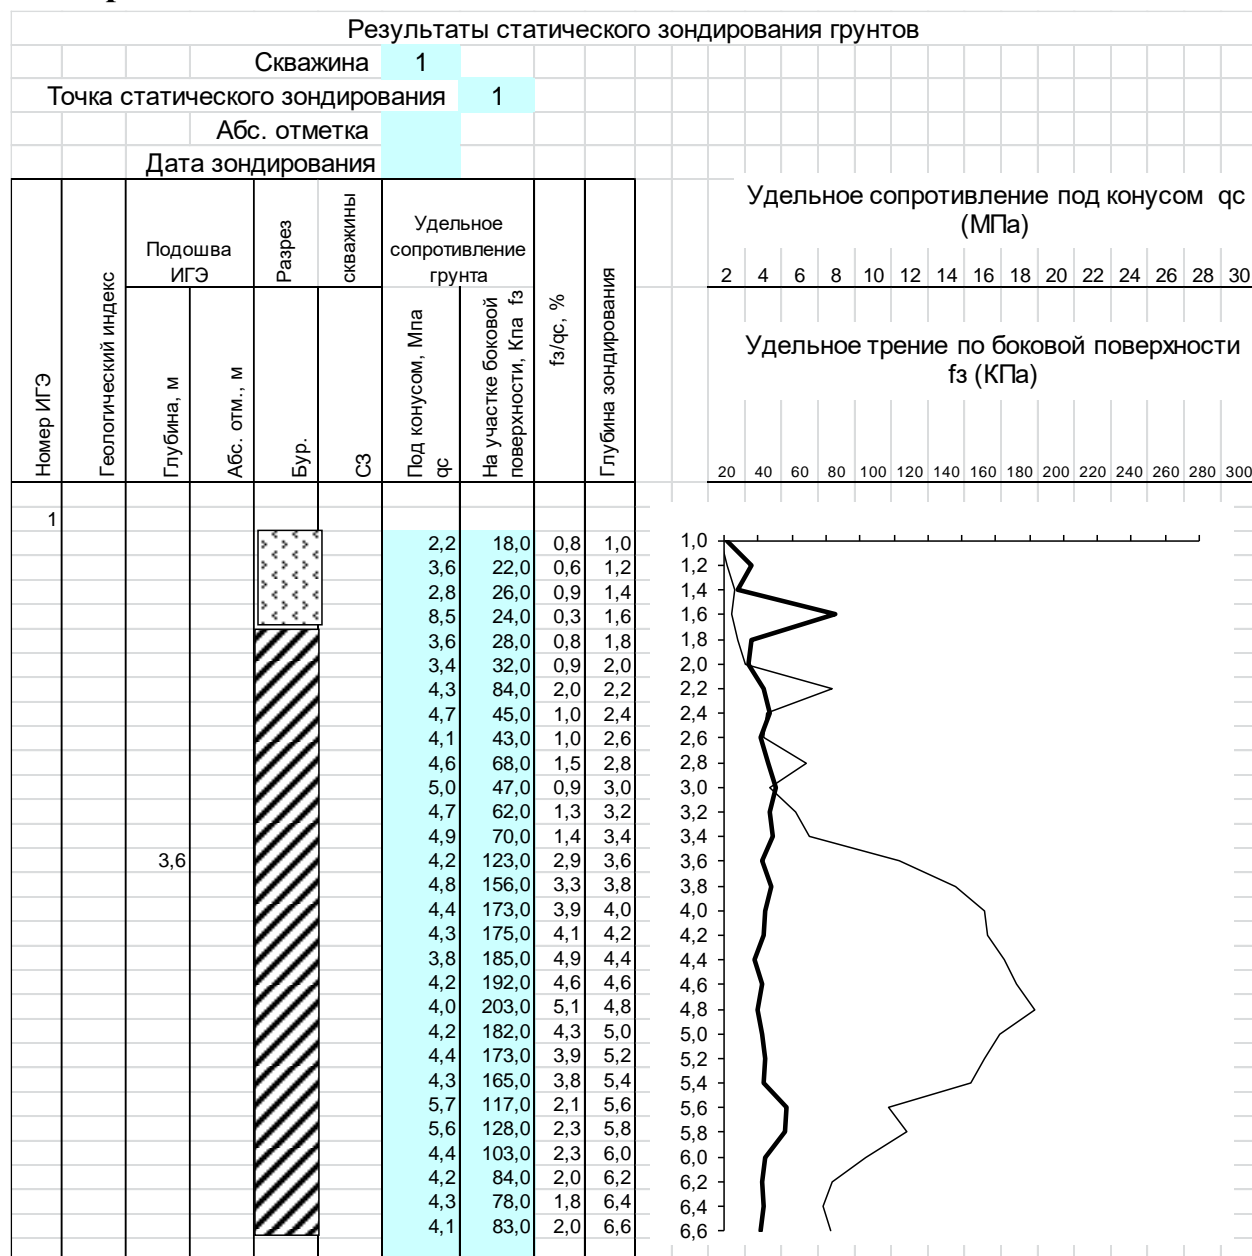 Результаты статического зондирования грунтов
Скважина 1
Точка статического зондирования 1
Абс. отметка
Дата зондирования
Номер ИГЭ
Геологический индекс
Подошва
ИГЭ
Глубина, м
Абс. отм., м
Разрез
скважины
Бур.
СЗ
Удельное
сопротивление
грунта
Под конусом, Мпа
qc
На участке боковой
поверхности, Кпа fз
fз/qc, %
Глубина зондирования
Удельное сопротивление под конусом qc
(МПа)
2 4 6 8 10 12 14 16 18 20 22 24 26 28 30
Удельное трение по боковой поверхности
fз (КПа)
20 40 60 80 100 120 140 160 180 200 220 240 260 280 300
1
2,2 18,0 0,8 1,0
3,6 22,0 0,6 1,2
2,8 26,0 0,9 1,4
8,5 24,0 0,3 1,6
3,6 28,0 0,8 1,8
3,4 32,0 0,9 2,0
4,3 84,0 2,0 2,2
4,7 45,0 1,0 2,4
4,1 43,0 1,0 2,6
4,6 68,0 1,5 2,8
5,0 47,0 0,9 3,0
4,7 62,0 1,3 3,2
4,9 70,0 1,4 3,4
3,6 4,2 123,0 2,9 3,6
4,8 156,0 3,3 3,8
4,4 173,0 3,9 4,0
4,3 175,0 4,1 4,2
3,8 185,0 4,9 4,4
4,2 192,0 4,6 4,6
4,0 203,0 5,1 4,8
4,2 182,0 4,3 5,0
4,4 173,0 3,9 5,2
4,3 165,0 3,8 5,4
5,7 117,0 2,1 5,6
5,6 128,0 2,3 5,8
4,4 103,0 2,3 6,0
4,2 84,0 2,0 6,2
4,3 78,0 1,8 6,4
4,1 83,0 2,0 6,6
1,0
1,2
1,4
1,6
1,8
2,0
2,2
2,4
2,6
2,8
3,0
3,2
3,4
3,6
3,8
4,0
4,2
4,4
4,6
4,8
5,0
5,2
5,4
5,6
5,8
6,0
6,2
6,4
6,6